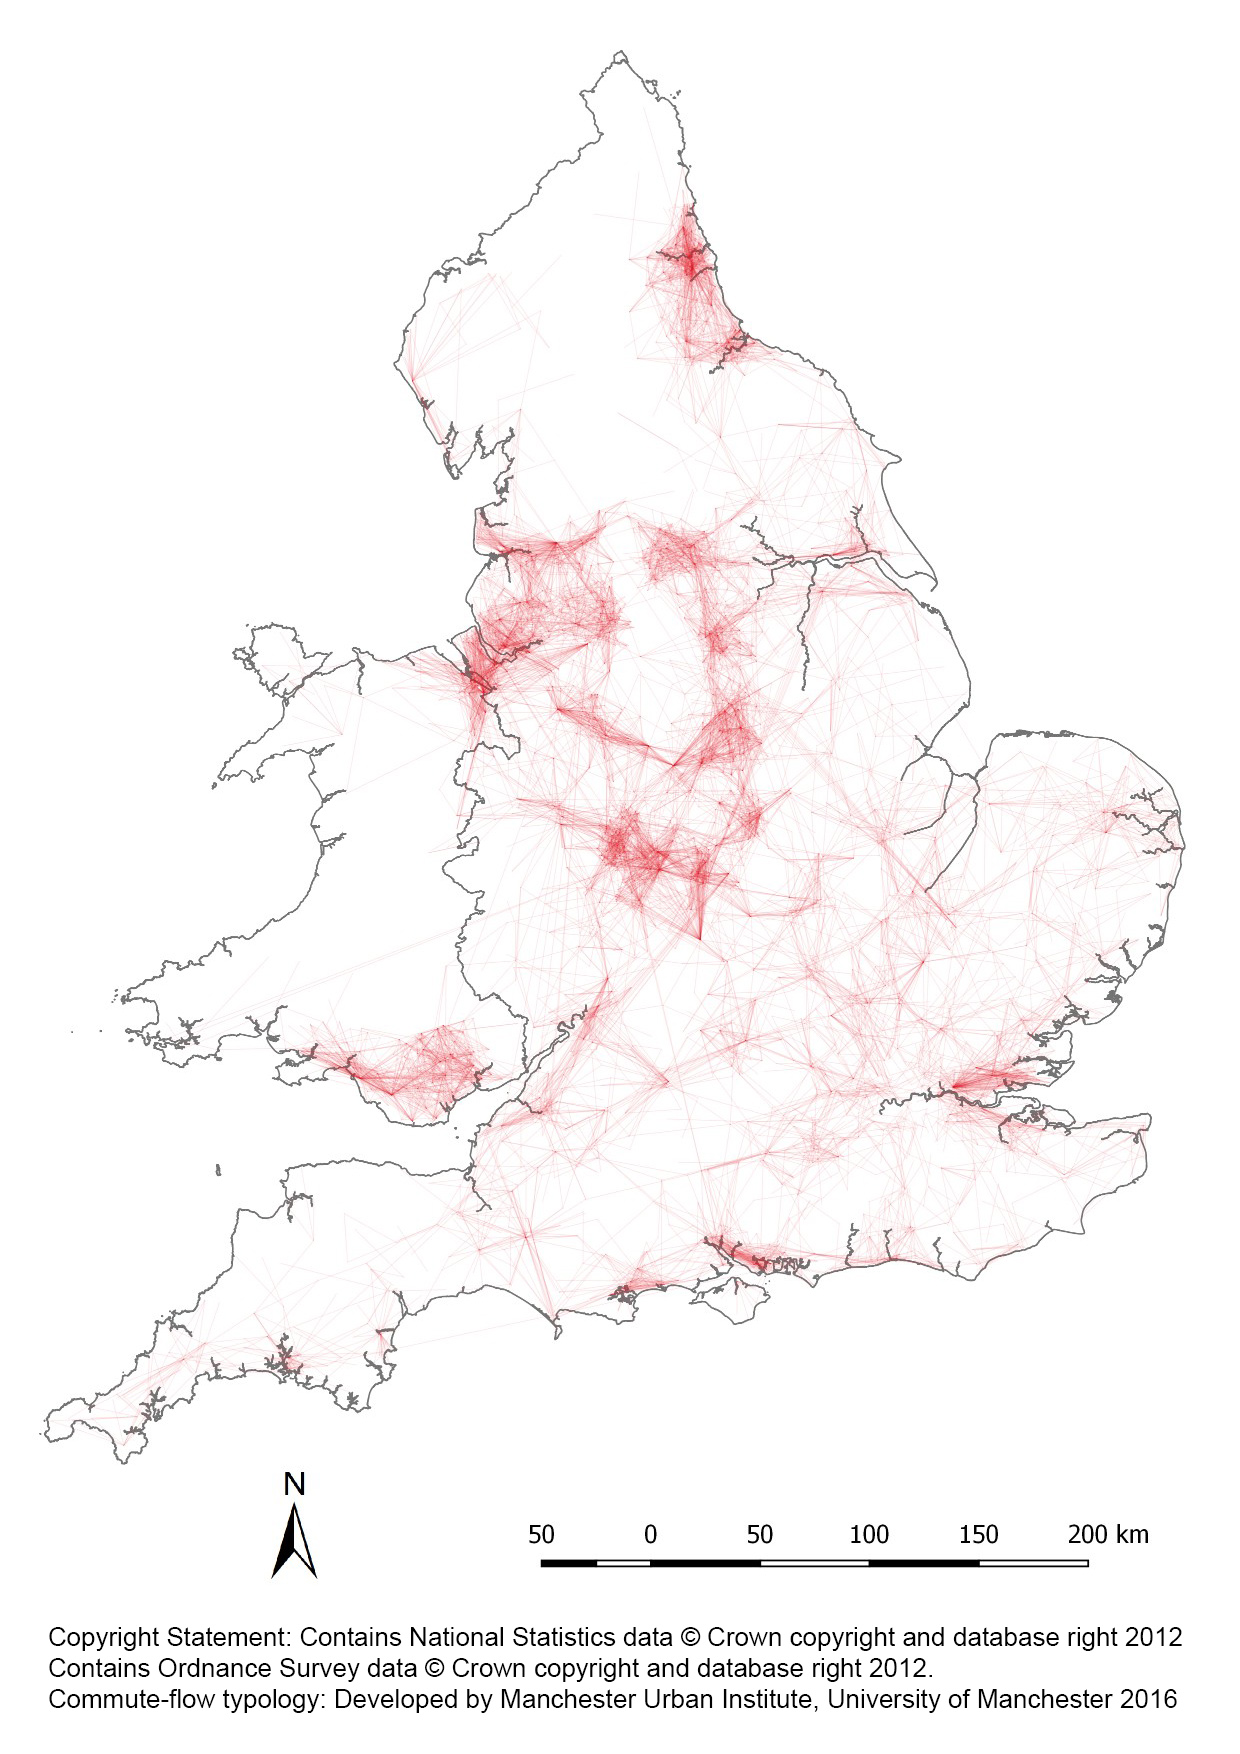 N
50 0 50 100 150 200 km
Copyright Statement: Contains National Statistics data © Crown copyright and database right 2012
Contains Ordnance Survey data © Crown copyright and database right 2012.
Commute-flow typology: Developed by Manchester Urban Institute, University of Manchester 2016